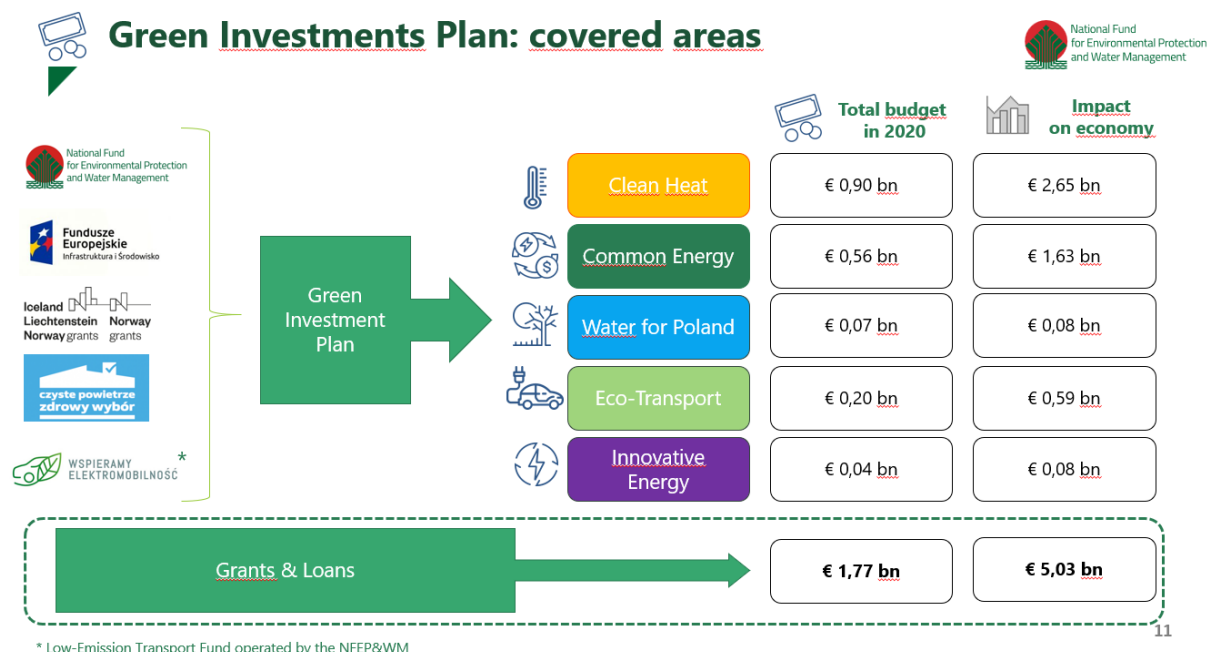 Green Investments Plan: covered areas
National Fund
for Environmental Protection
and Water Management
Total budget
in 2020
Impact
on economy
National Fund
for Environmental Protection
and Water Management
Fundusze
Europejskie
Infrastruktura i Środowisko
Iceland
Liechtenstein Norway
Norway grants grants
czyste powietrze
zdrowy wybór
WSPIERAMY
ELEKTROMOBILNOŚĆ *
Green
Investment
Plan
Clean Heat
€ 0,90 bn
€ 2,65 bn
Common Energy
€ 0,56 bn
€ 1,63 bn
Water for Poland
€ 0,07 bn
€ 0,08 bn
Eco-Transport
€ 0,20 bn
€ 0,59 bn
Innovative
Energy
€ 0,04 bn
€ 0,08 bn
Grants & Loans
€ 1,77 bn
€ 5,03 bn
11
* Low-Emission Transport Fund operated by the NFEP&WM